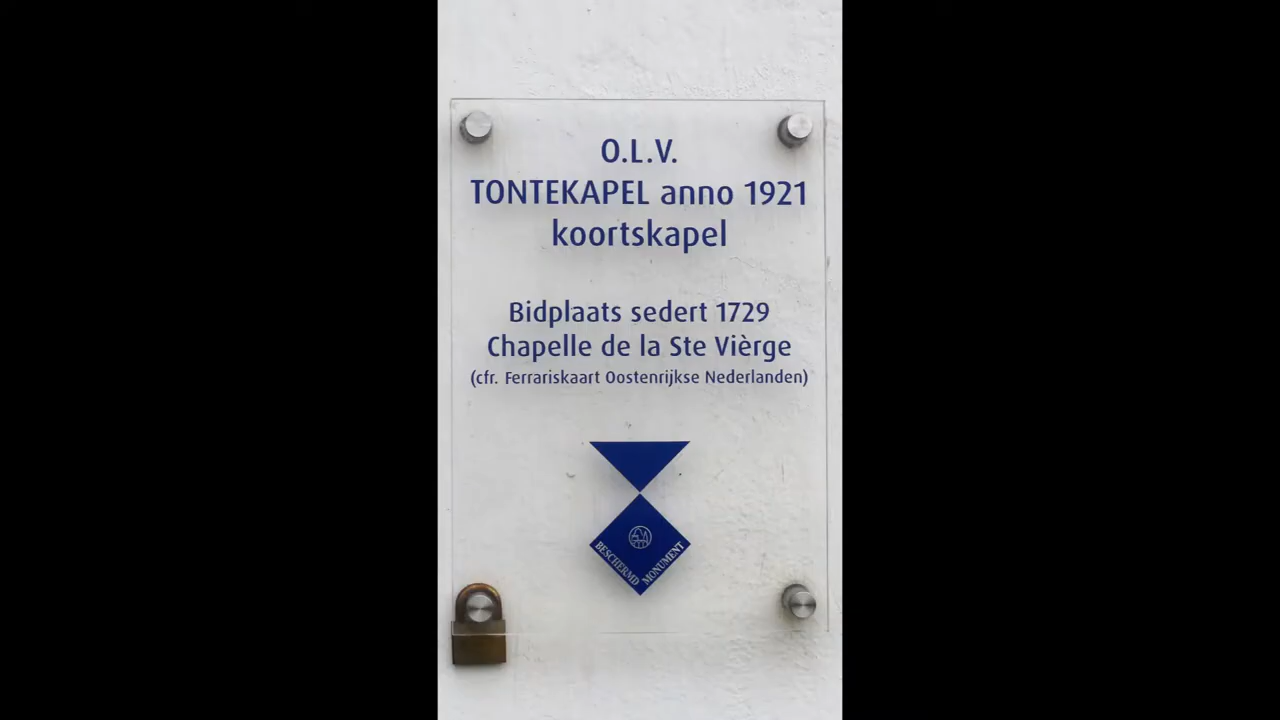 O.L.V.
TONTEKAPEL anno 1921
koortskapel
Bidplaats sedert 1729
Chapelle de la Ste Vièrge
(cfr. Ferrariskaart Oostenrijkse Nederlanden)
BESCHERMD MONUMENT